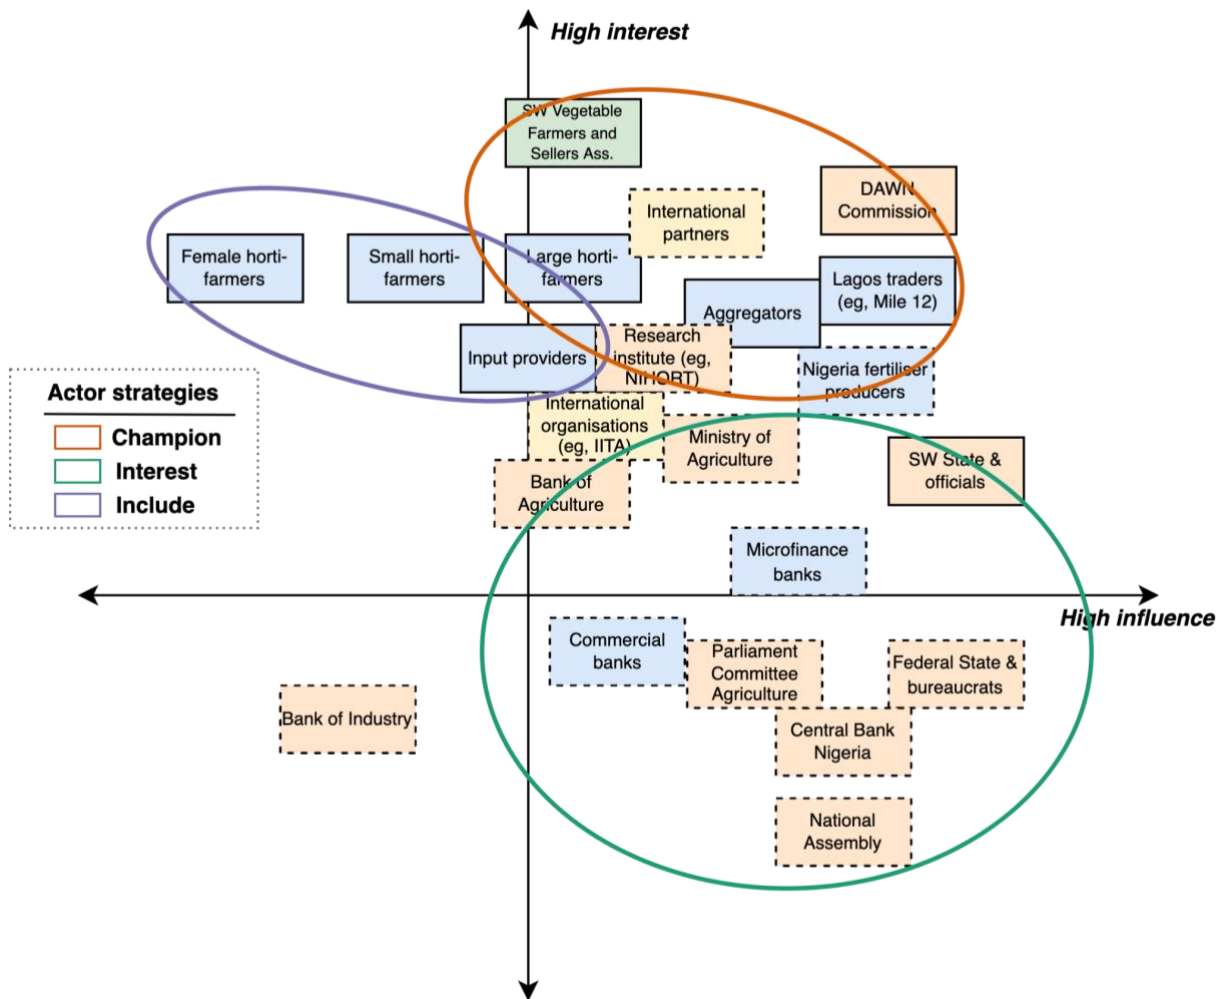 High interest
SW Vegetable
Farmers and
Sellers Ass.
DAWN
Commission
International
partners
Female horti-
farmers
Small horti-
farmers
Large horti-
farmers
Lagos traders
(eg, Mile 12)
Aggregators
Input providers
Research
institute (eg,
NIHORT)
Nigeria fertiliser
producers
Actor strategies
Champion
Interest
Include
International
organisations
(eg, IITA)
Ministry of
Agriculture
SW State &
officials
Bank of
Agriculture
Microfinance
banks
High influence
Commercial
banks
Parliament
Committee
Agriculture
Federal State &
bureaucrats
Bank of Industry
Central Bank
Nigeria
National
Assembly